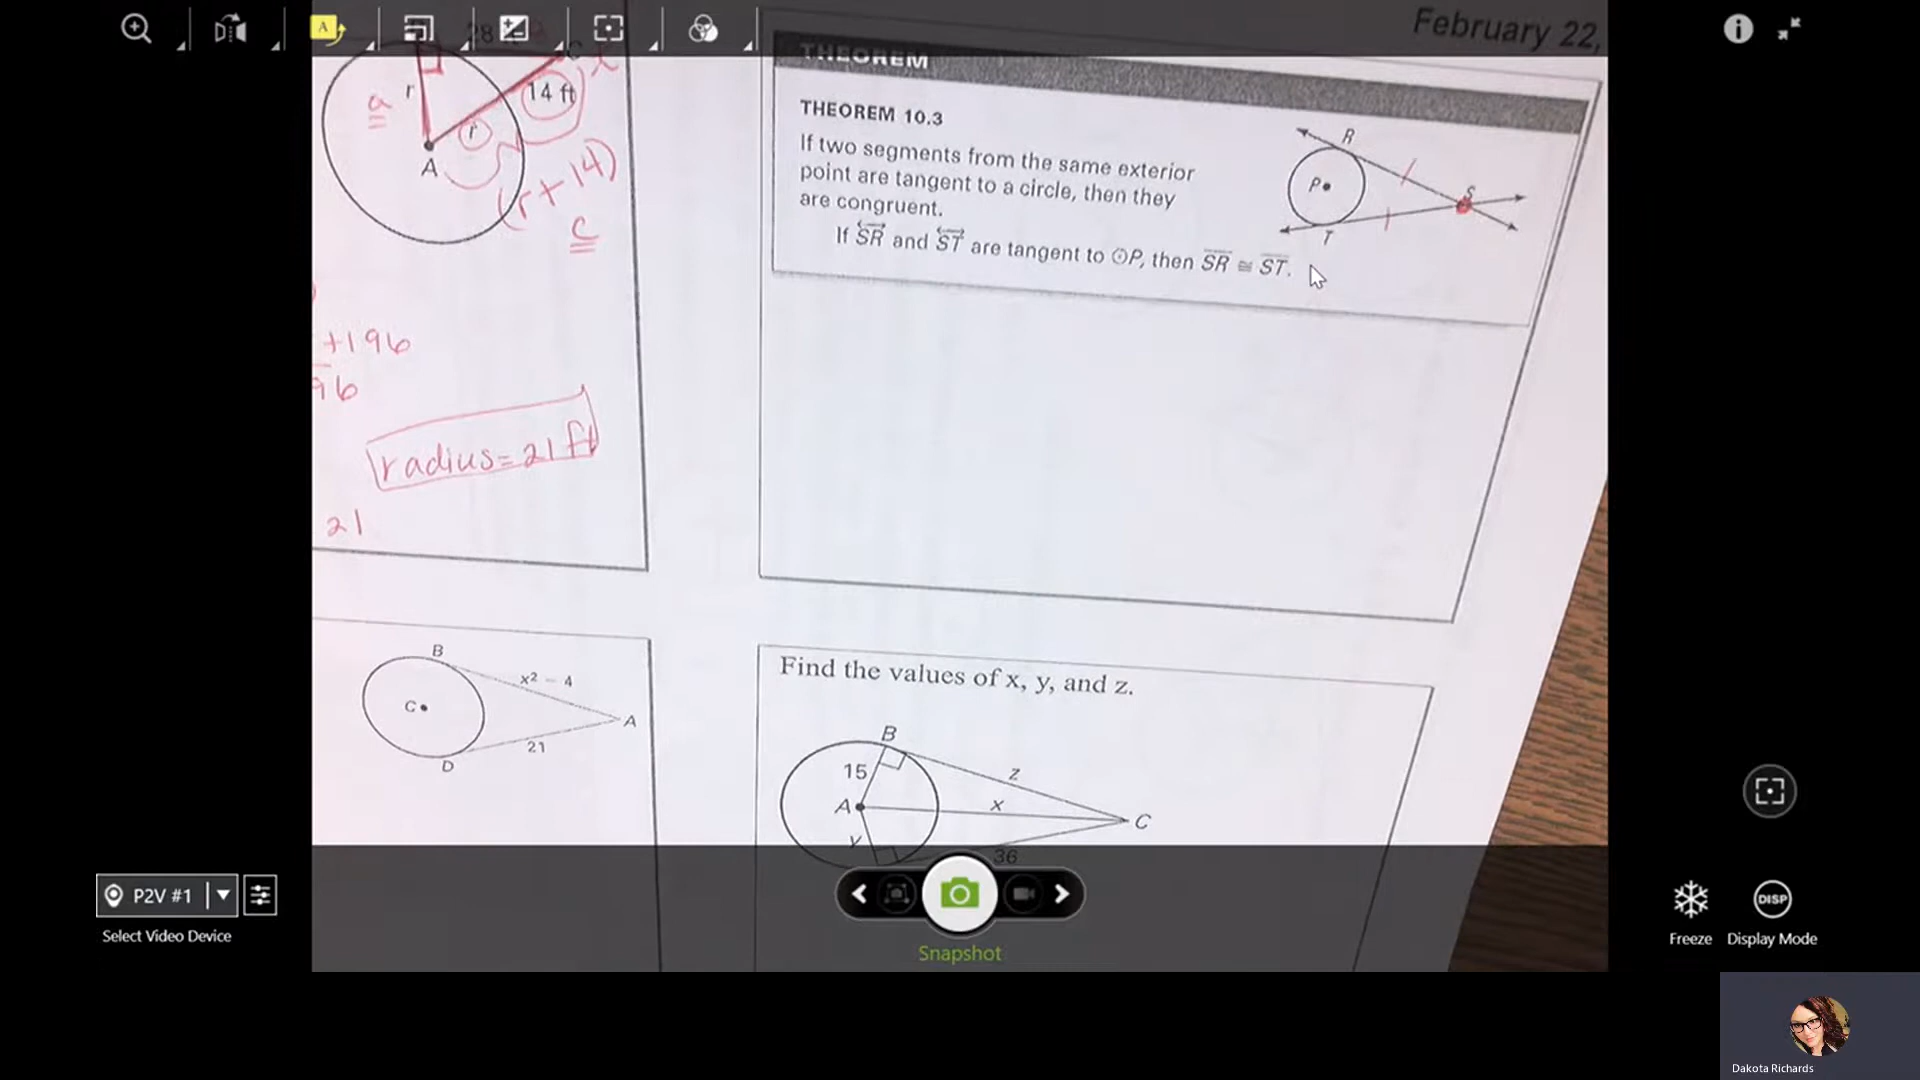 February 22,
28
r
a
14 ft
x
r
A
(r+14)
c
+196
96
radius=21 ft
21
THEOREM
THEOREM 10.3
If two segments from the same exterior
point are tangent to a circle, then they
are congruent.
If SR and ST are tangent to ⊙P, then SR ≅ ST.
R
P
S
T
B
x² − 4
C
A
21
D
Find the values of x, y, and z.
B
15
z
A
x
C
y
36
P2V #1
Select Video Device
Snapshot
Freeze
DISP
Display Mode
Dakota Richards